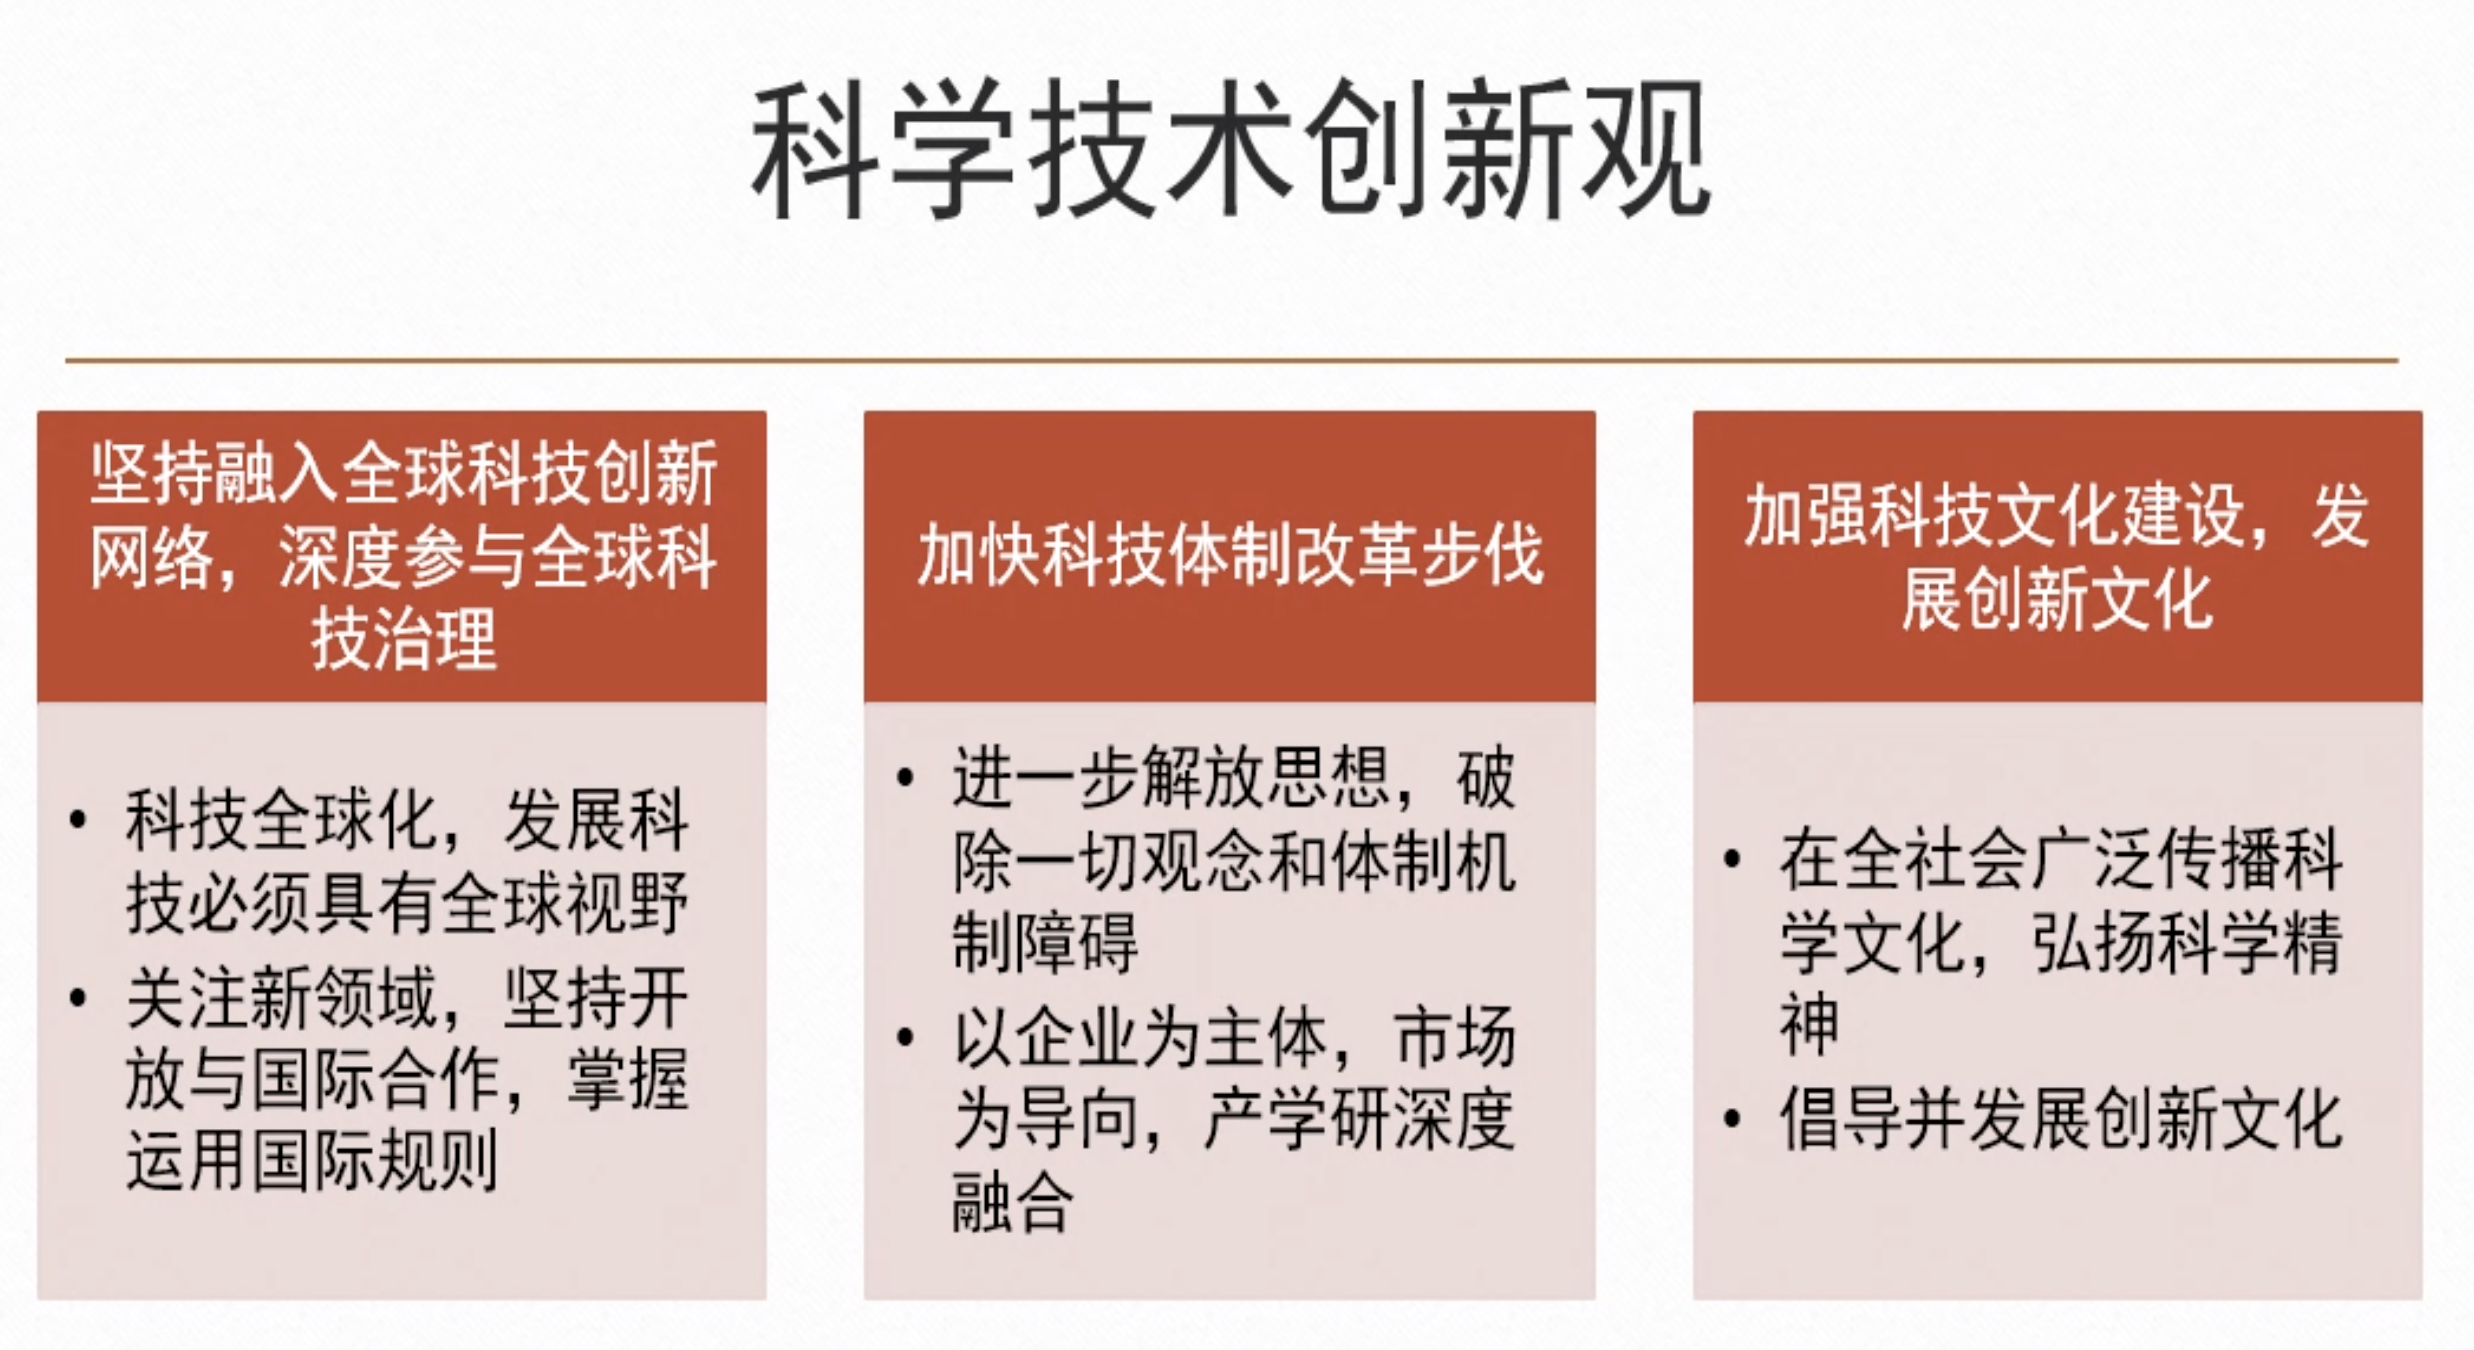 科学技术创新观
坚持融入全球科技创新
网络，深度参与全球科
技治理
• 科技全球化，发展科
技必须具有全球视野
• 关注新领域，坚持开
放与国际合作，掌握
运用国际规则
加快科技体制改革步伐
• 进一步解放思想，破
除一切观念和体制机
制障碍
• 以企业为主体，市场
为导向，产学研深度
融合
加强科技文化建设，发
展创新文化
• 在全社会广泛传播科
学文化，弘扬科学精
神
• 倡导并发展创新文化